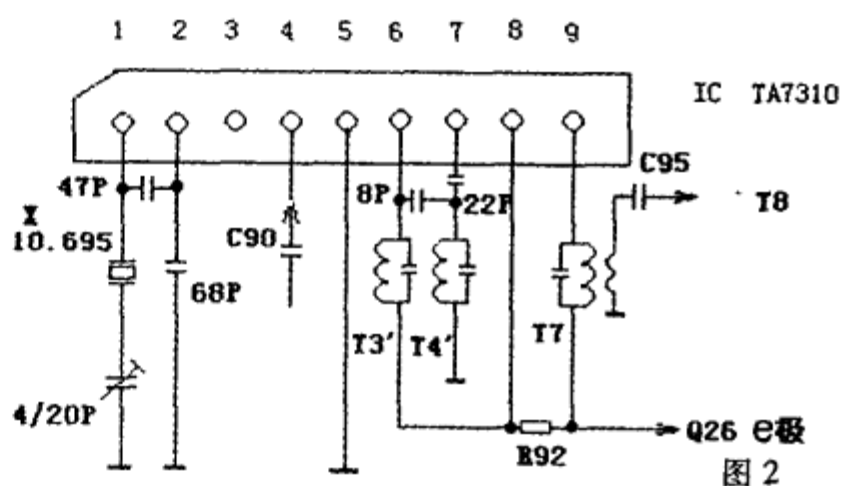 1 2 3 4 5 6 7 8 9
IC TA7310
C95
47P
8P
22P
T8
X
10.695
C90
68P
T3' T4'
T7
4/20P
R92
Q26 e极
图2